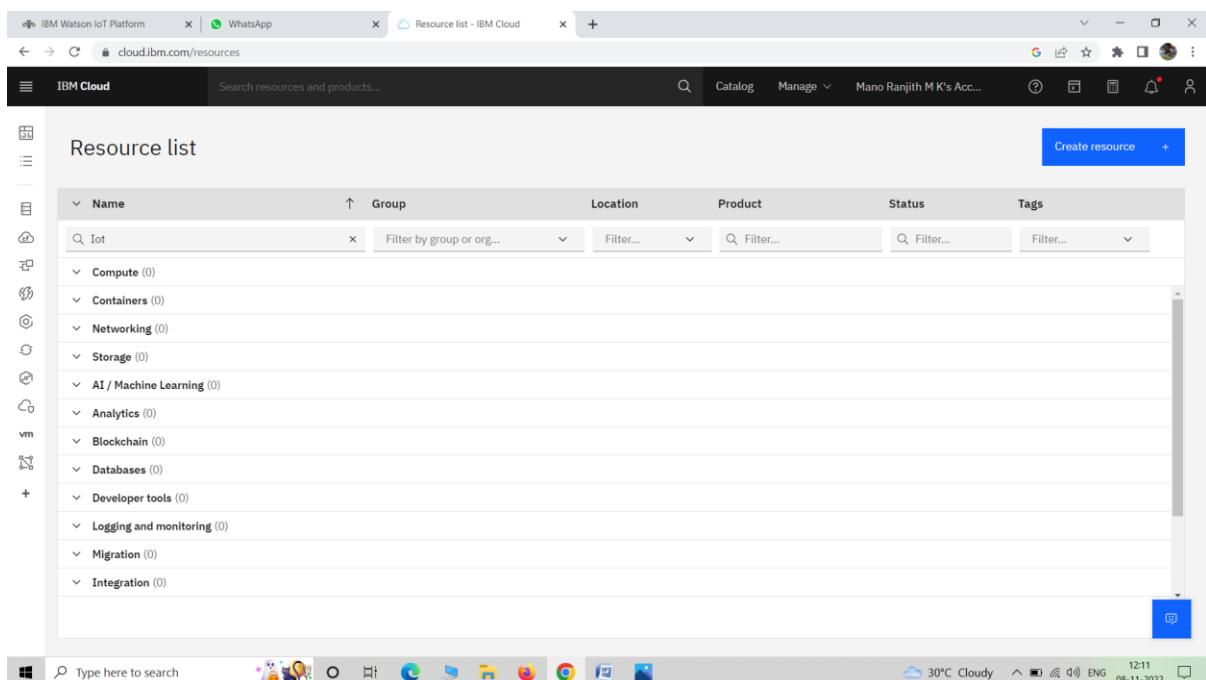 IBM Watson IoT Platform WhatsApp Resource list - IBM Cloud
cloud.ibm.com/resources
IBM Cloud Search resources and products... Catalog Manage Mano Ranjith M K's Acc...
Resource list Create resource +
Name Group Location Product Status Tags
Iot Filter by group or org... Filter... Filter... Filter... Filter...
Compute (0)
Containers (0)
Networking (0)
Storage (0)
AI / Machine Learning (0)
Analytics (0)
vm
Blockchain (0)
Databases (0)
Developer tools (0)
Logging and monitoring (0)
Migration (0)
Integration (0)
Type here to search 30°C Cloudy ENG 12:11
08-11-2022